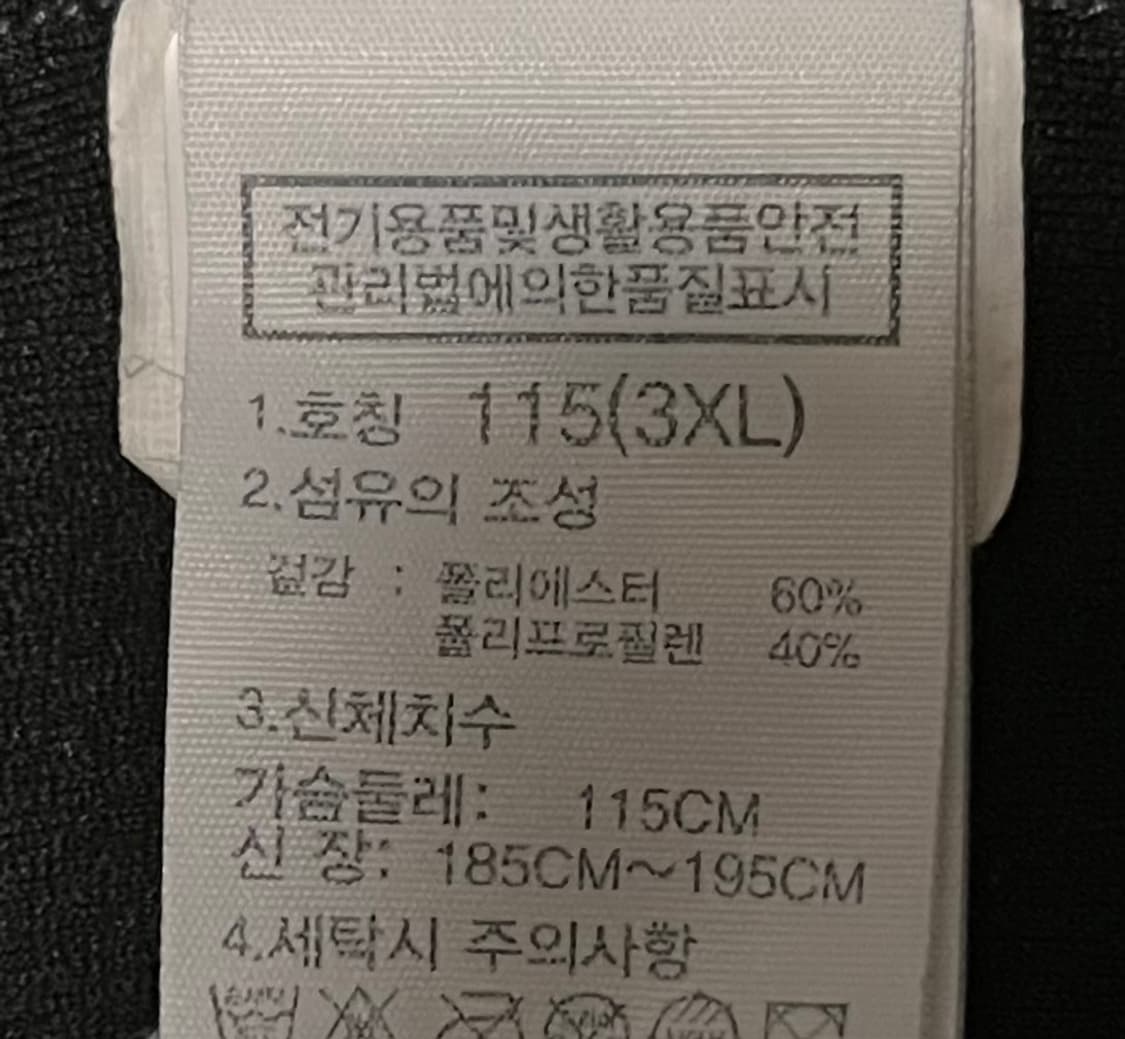 전기용품및생활용품안전
관리법에의한품질표시
1.호칭 115(3XL)
2.섬유의 조성
겉감 : 폴리에스터 60%
폴리프로필렌 40%
3.신체치수
가슴둘레: 115CM
신 장: 185CM~195CM
4.세탁시 주의사항
손세탁